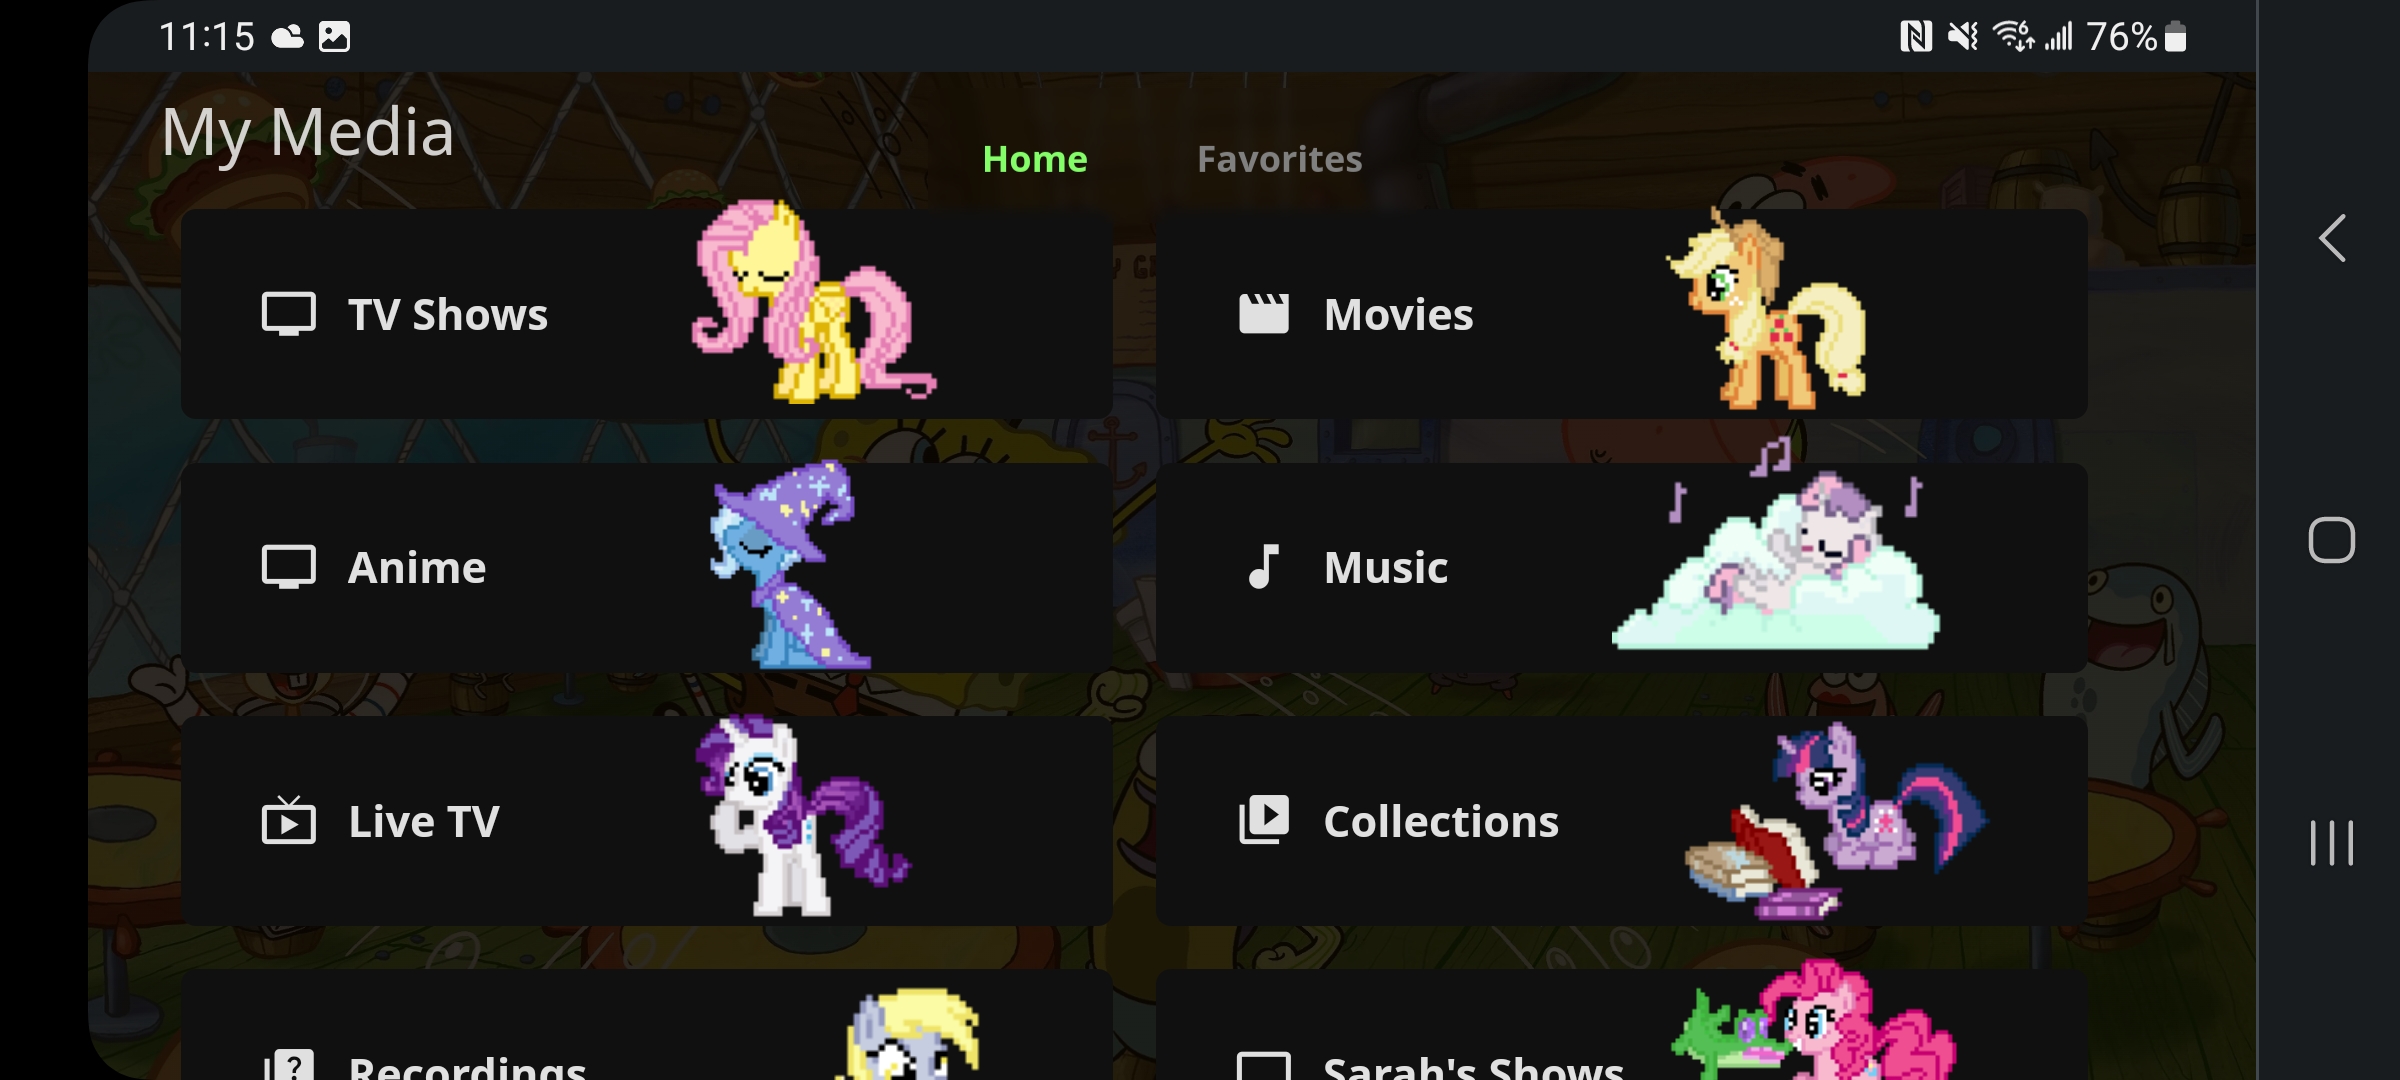 11:15
76%
My Media
Home
Favorites
TV Shows
Movies
Anime
Music
Live TV
Collections
Recordings
Sarah's Shows